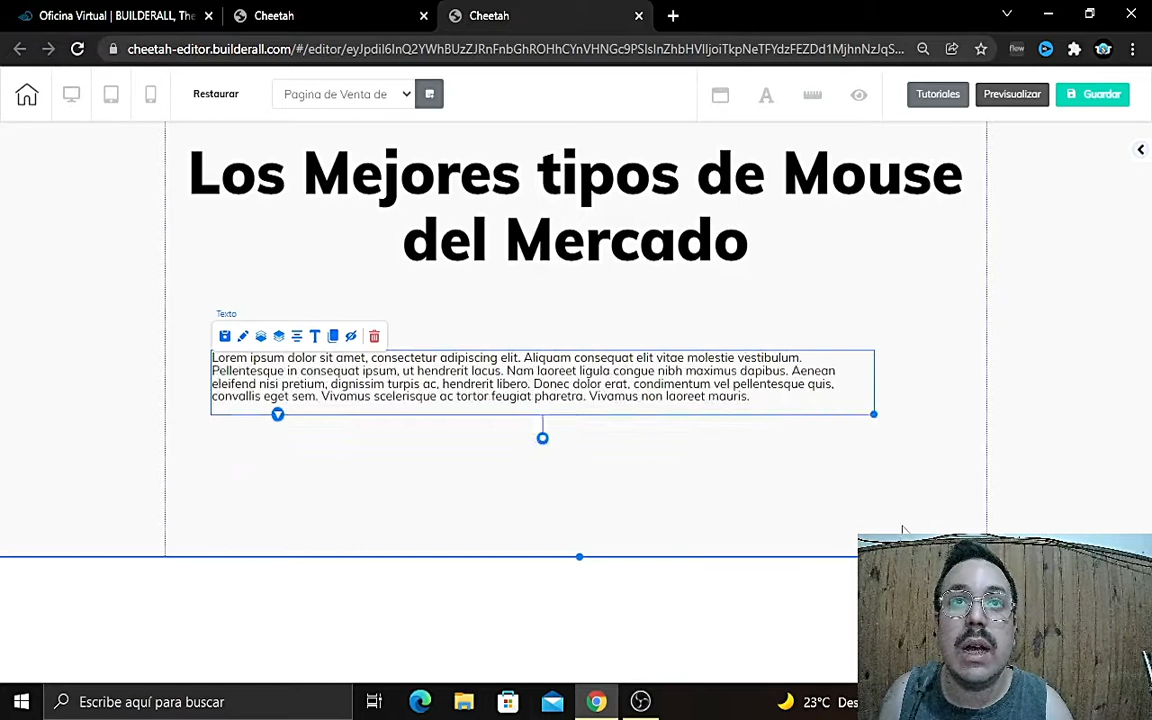 Oficina Virtual | BUILDERALL, The
Cheetah
Cheetah
cheetah-editor.builderall.com/#/editor/
flow
Restaurar
Pagina de Venta de
Tutoriales
Previsualizar
Guardar
Los Mejores tipos de Mouse
del Mercado
Texto
Lorem ipsum dolor sit amet, consectetur adipiscing elit. Aliquam consequat elit vitae molestie vestibulum.
Pellentesque in consequat ipsum, ut hendrerit lacus. Nam laoreet ligula congue nibh maximus dapibus. Aenean
eleifend nisi pretium, dignissim turpis ac, hendrerit libero. Donec dolor erat, condimentum vel pellentesque quis,
convallis eget sem. Vivamus scelerisque ac tortor feugiat pharetra. Vivamus non laoreet mauris.
Escribe aquí para buscar
23°C Des